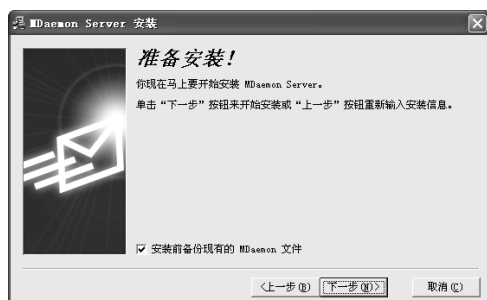 MDaemon Server 安装
准备安装!
你现在马上要开始安装 MDaemon Server。
单击“下一步”按钮来开始安装或“上一步”按钮重新输入安装信息。
安装前备份现有的 MDaemon 文件
<上一步(B)
下一步(N)>
取消(C)